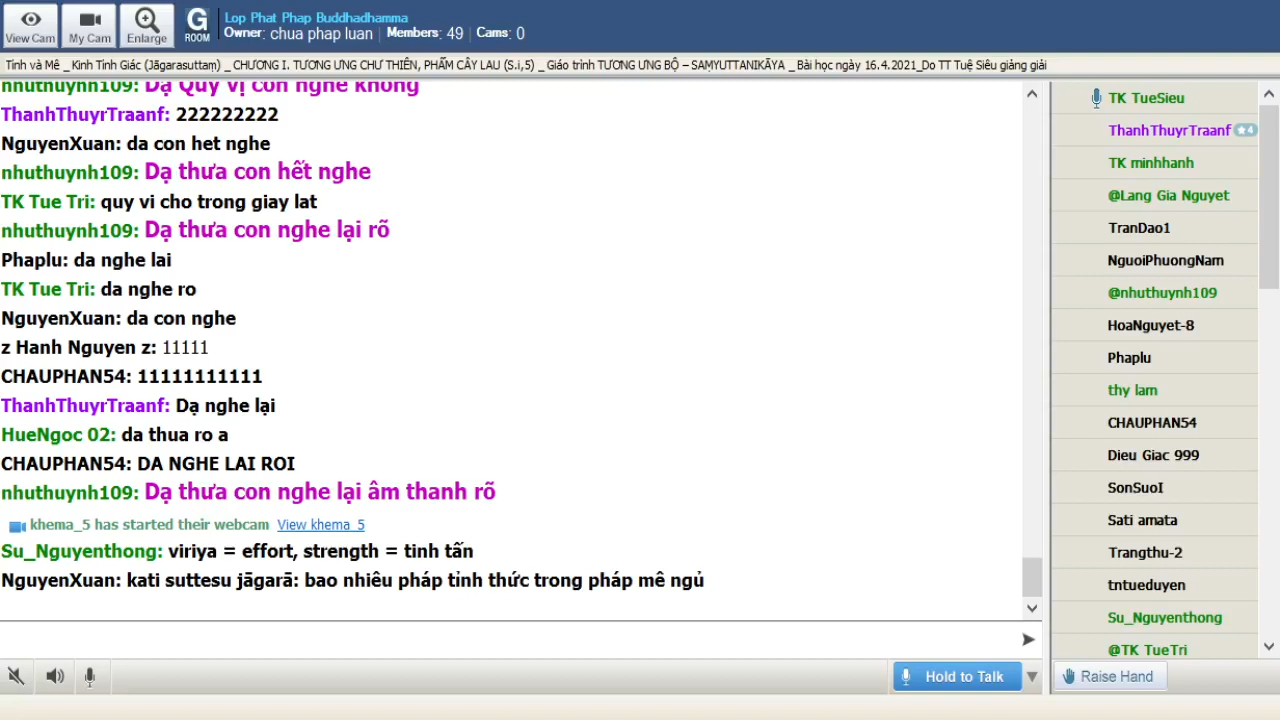 View Cam
My Cam
Enlarge
G
ROOM
Lop Phat Phap Buddhadhamma
Owner: chua phap luan | Members: 49 | Cams: 0
Tỉnh và Mê _ Kinh Tỉnh Giác (Jāgarasuttaṃ) _ CHƯƠNG I. TƯƠNG ƯNG CHƯ THIÊN, PHẨM CÂY LAU (S.i,5) _ Giáo trình TƯƠNG ƯNG BỘ – SAṂYUTTANIKĀYA _ Bài học ngày 16.4.2021_Do TT Tuệ Siêu giảng giải
nhuthuynh109: Dạ Quý vị con nghe không
ThanhThuyrTraanf: 222222222
NguyenXuan: da con het nghe
nhuthuynh109: Dạ thưa con hết nghe
TK Tue Tri: quy vi cho trong giay lat
nhuthuynh109: Dạ thưa con nghe lại rõ
Phaplu: da nghe lai
TK Tue Tri: da nghe ro
NguyenXuan: da con nghe
z Hanh Nguyen z: 11111
CHAUPHAN54: 11111111111
ThanhThuyrTraanf: Dạ nghe lại
HueNgoc 02: da thua ro a
CHAUPHAN54: DA NGHE LAI ROI
nhuthuynh109: Dạ thưa con nghe lại âm thanh rõ
khema_5 has started their webcam View khema_5
Su_Nguyenthong: viriya = effort, strength = tinh tấn
NguyenXuan: kati suttesu jāgarā: bao nhiêu pháp tỉnh thức trong pháp mê ngủ
Hold to Talk
TK TueSieu
ThanhThuyrTraanf 4
TK minhhanh
@Lang Gia Nguyet
TranDao1
NguoiPhuongNam
@nhuthuynh109
HoaNguyet-8
Phaplu
thy lam
CHAUPHAN54
Dieu Giac 999
SonSuoI
Sati amata
Trangthu-2
tntueduyen
Su_Nguyenthong
@TK TueTri
Raise Hand